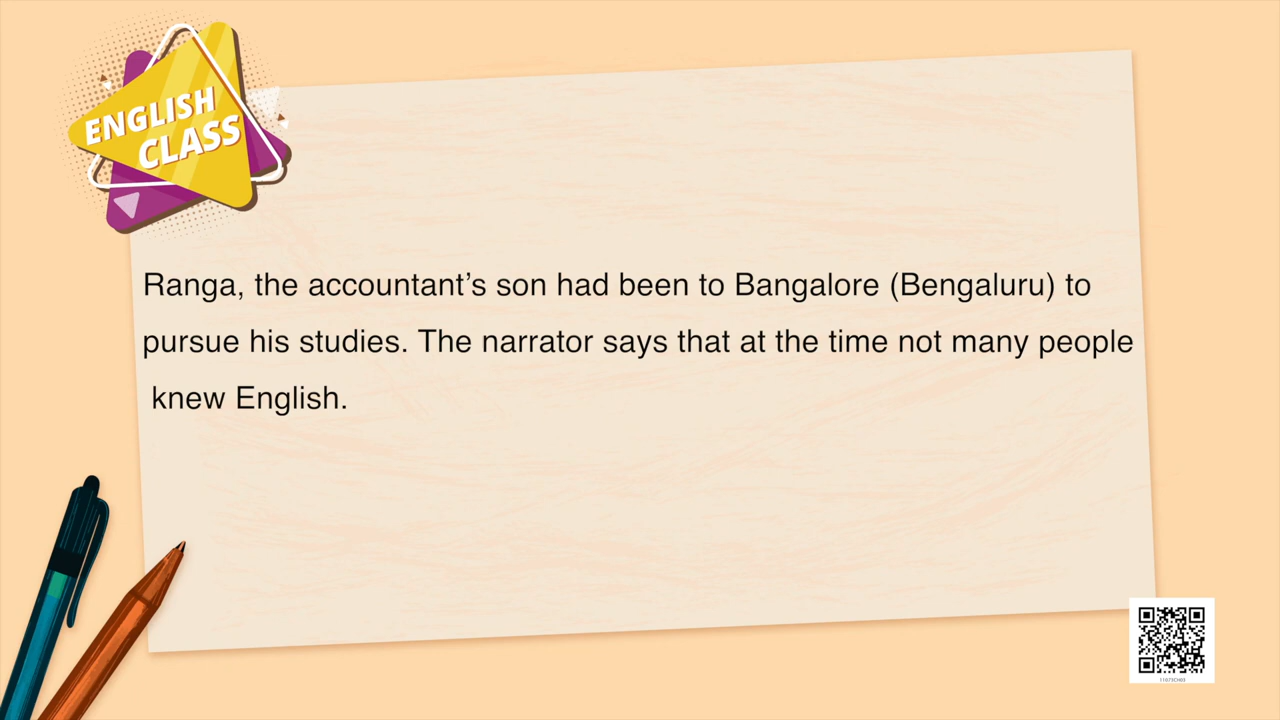 ENGLISH
CLASS
Ranga, the accountant’s son had been to Bangalore (Bengaluru) to
pursue his studies. The narrator says that at the time not many people
knew English.